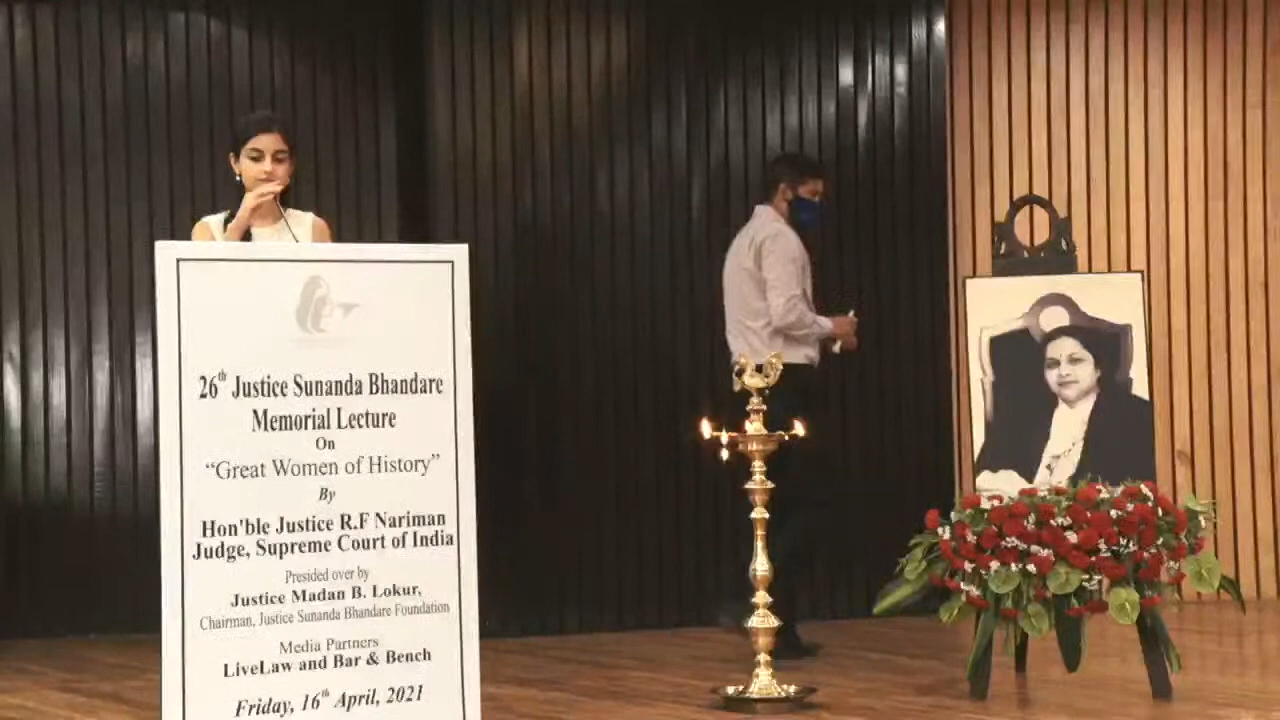 26th Justice Sunanda Bhandare
Memorial Lecture
On
“Great Women of History”
By
Hon'ble Justice R.F Nariman
Judge, Supreme Court of India
Presided over by
Justice Madan B. Lokur,
Chairman, Justice Sunanda Bhandare Foundation
Media Partners
LiveLaw and Bar & Bench
Friday, 16th April, 2021